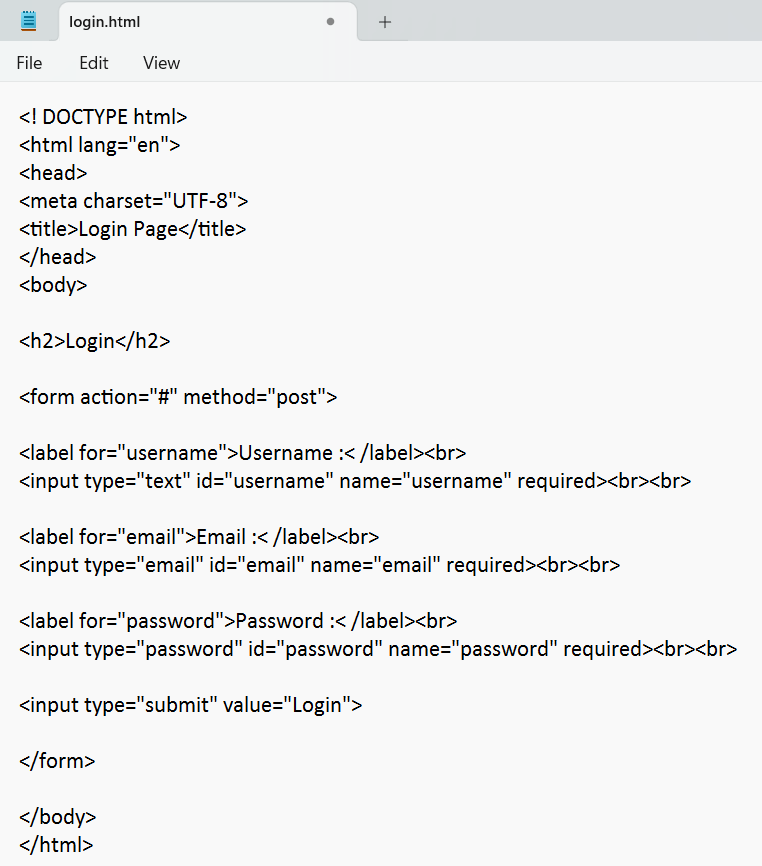 login.html
File Edit View
<! DOCTYPE html>
<html lang="en">
<head>
<meta charset="UTF-8">
<title>Login Page</title>
</head>
<body>
<h2>Login</h2>
<form action="#" method="post">
<label for="username">Username :< /label><br>
<input type="text" id="username" name="username" required><br><br>
<label for="email">Email :< /label><br>
<input type="email" id="email" name="email" required><br><br>
<label for="password">Password :< /label><br>
<input type="password" id="password" name="password" required><br><br>
<input type="submit" value="Login">
</form>
</body>
</html>